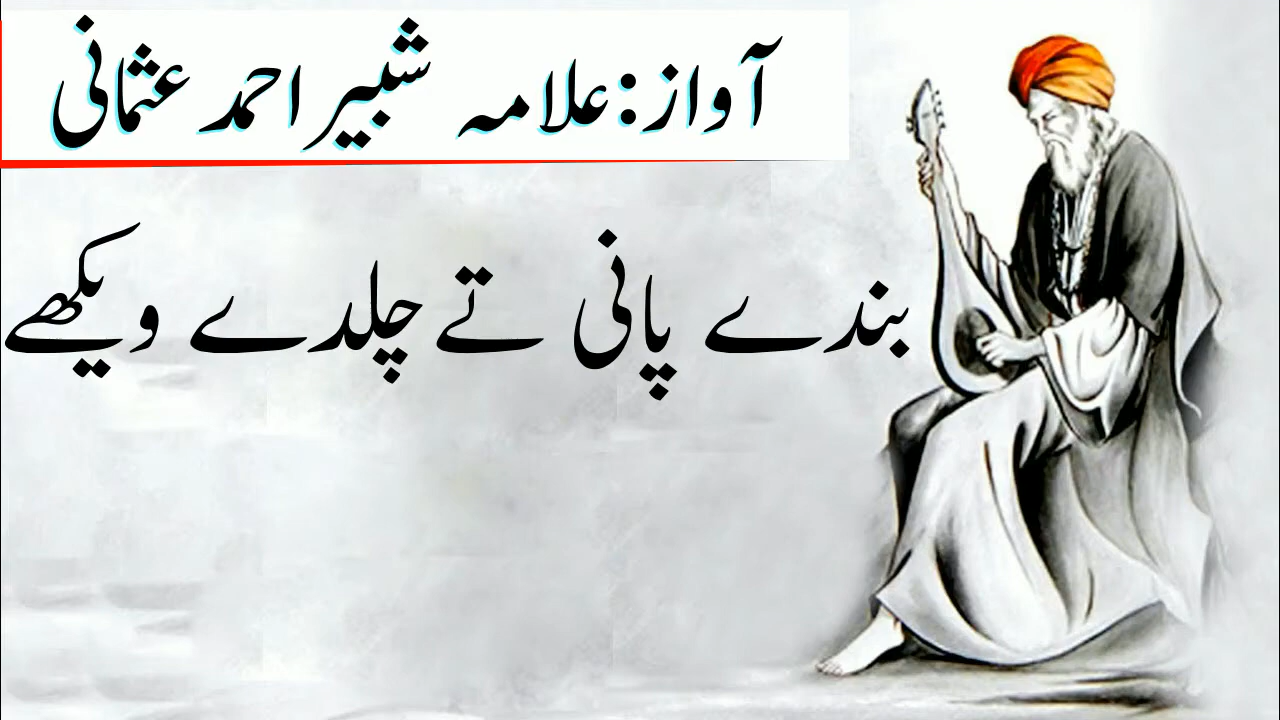 آواز:علامہ شبیر احمد عثمانی
بندے پانی تے چلدے ویکھے